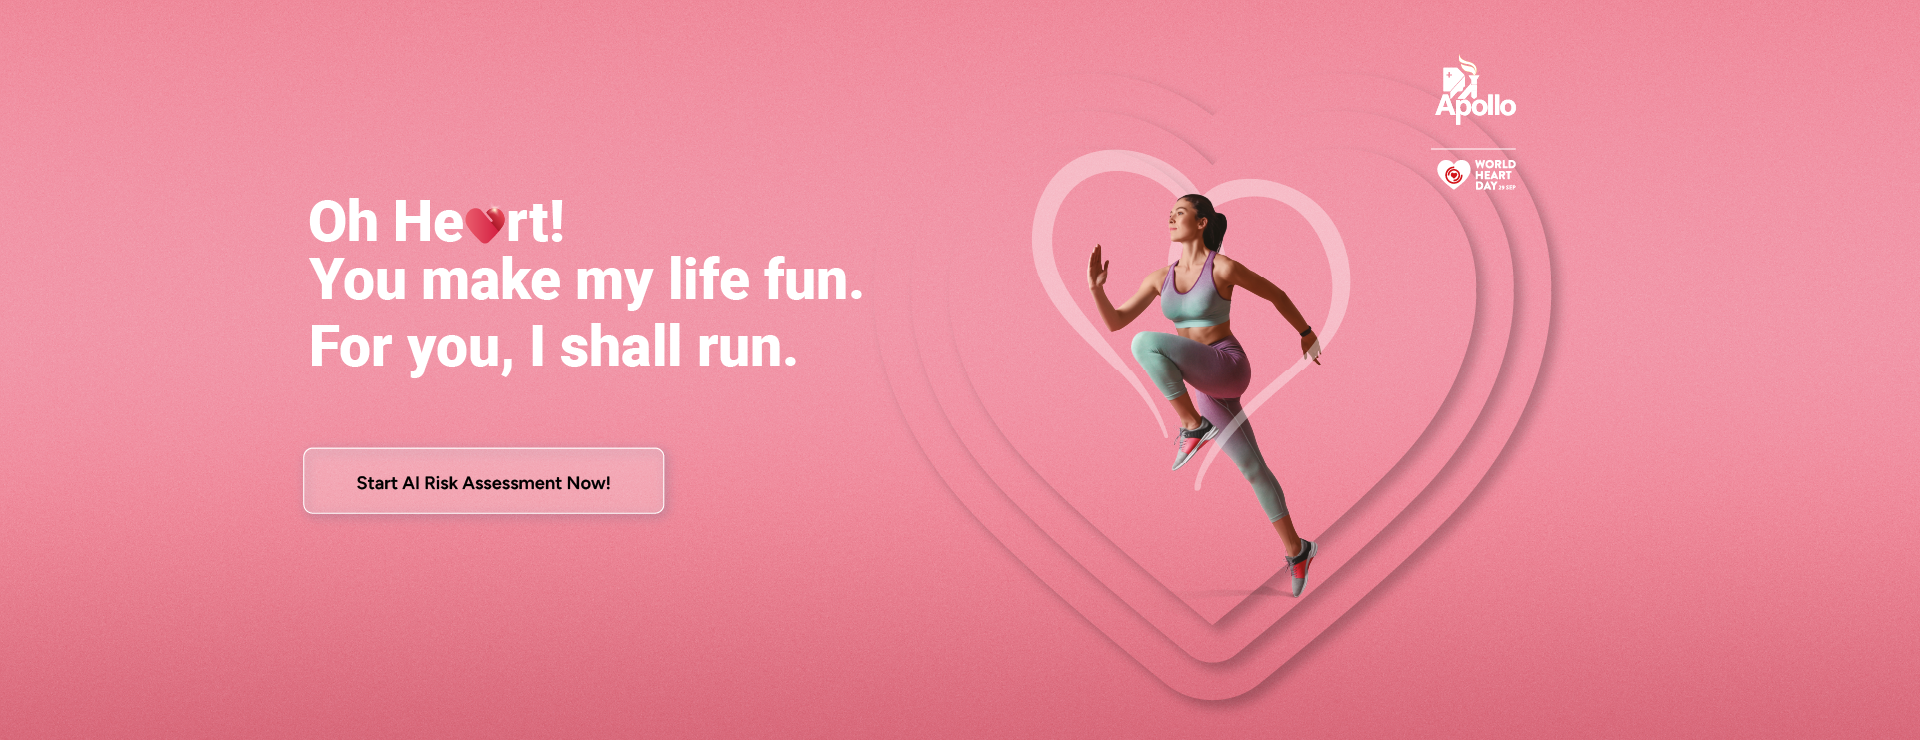 Oh He❤rt!
You make my life fun.
For you, I shall run.
Start AI Risk Assessment Now!
Apollo
WORLD
HEART
DAY 29 SEP